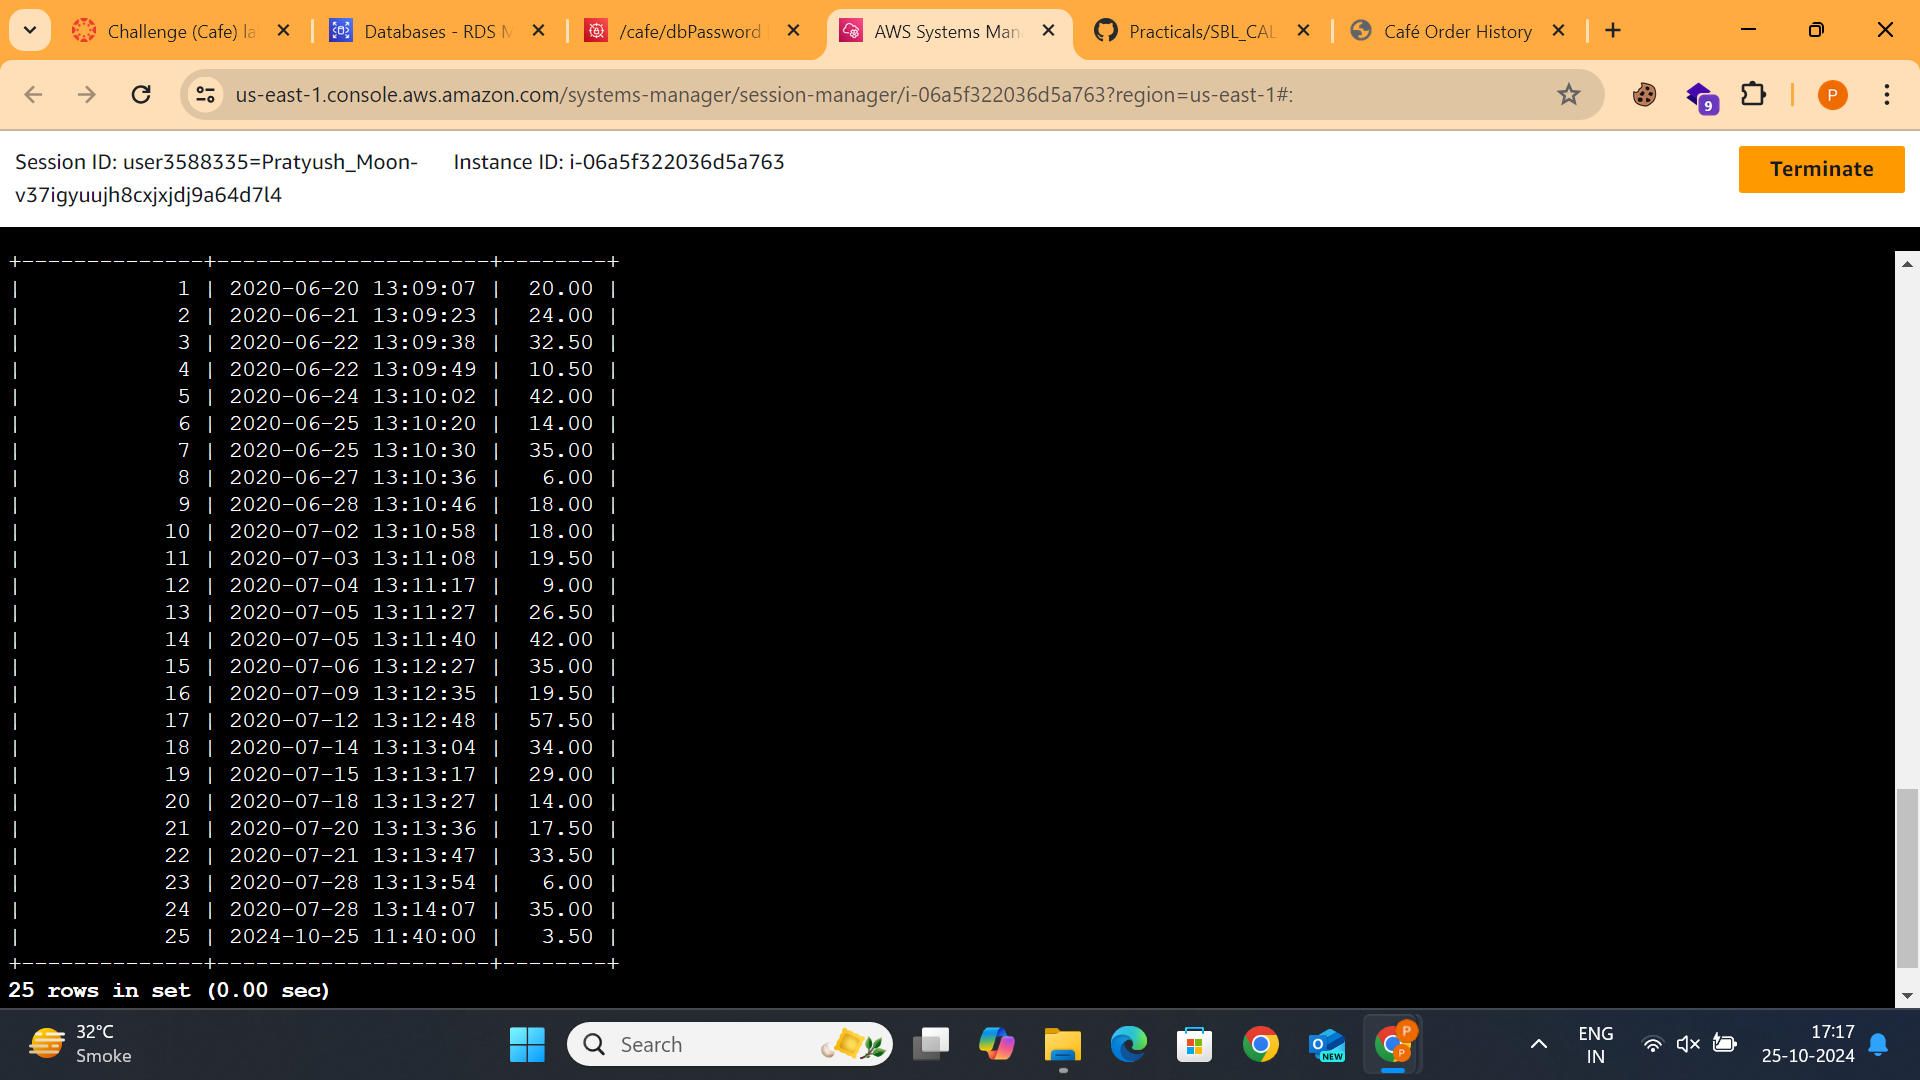 Challenge (Cafe) la
Databases - RDS M
/cafe/dbPassword
AWS Systems Man
Practicals/SBL_CAL
Café Order History
us-east-1.console.aws.amazon.com/systems-manager/session-manager/i-06a5f322036d5a763?region=us-east-1#:
9
P
Session ID: user3588335=Pratyush_Moon-
v37igyuujh8cxjxjdj9a64d7l4
Instance ID: i-06a5f322036d5a763
Terminate
+--------------+---------------------+--------+
| 1 | 2020-06-20 13:09:07 | 20.00 |
| 2 | 2020-06-21 13:09:23 | 24.00 |
| 3 | 2020-06-22 13:09:38 | 32.50 |
| 4 | 2020-06-22 13:09:49 | 10.50 |
| 5 | 2020-06-24 13:10:02 | 42.00 |
| 6 | 2020-06-25 13:10:20 | 14.00 |
| 7 | 2020-06-25 13:10:30 | 35.00 |
| 8 | 2020-06-27 13:10:36 | 6.00 |
| 9 | 2020-06-28 13:10:46 | 18.00 |
| 10 | 2020-07-02 13:10:58 | 18.00 |
| 11 | 2020-07-03 13:11:08 | 19.50 |
| 12 | 2020-07-04 13:11:17 | 9.00 |
| 13 | 2020-07-05 13:11:27 | 26.50 |
| 14 | 2020-07-05 13:11:40 | 42.00 |
| 15 | 2020-07-06 13:12:27 | 35.00 |
| 16 | 2020-07-09 13:12:35 | 19.50 |
| 17 | 2020-07-12 13:12:48 | 57.50 |
| 18 | 2020-07-14 13:13:04 | 34.00 |
| 19 | 2020-07-15 13:13:17 | 29.00 |
| 20 | 2020-07-18 13:13:27 | 14.00 |
| 21 | 2020-07-20 13:13:36 | 17.50 |
| 22 | 2020-07-21 13:13:47 | 33.50 |
| 23 | 2020-07-28 13:13:54 | 6.00 |
| 24 | 2020-07-28 13:14:07 | 35.00 |
| 25 | 2024-10-25 11:40:00 | 3.50 |
+--------------+---------------------+--------+
25 rows in set (0.00 sec)
32°C
Smoke
Search
NEW
P
P
ENG
IN
17:17
25-10-2024